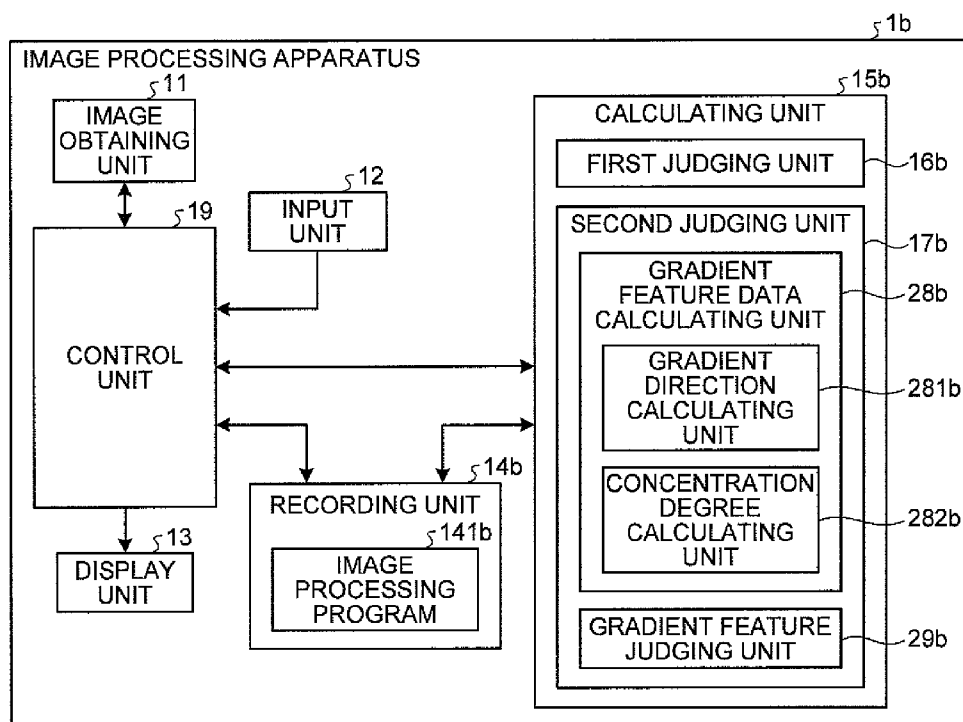 1b
IMAGE PROCESSING APPARATUS
11
IMAGE
OBTAINING
UNIT
12
INPUT
UNIT
19
CONTROL
UNIT
13
DISPLAY
UNIT
14b
RECORDING UNIT
141b
IMAGE
PROCESSING
PROGRAM
15b
CALCULATING UNIT
FIRST JUDGING UNIT
16b
SECOND JUDGING UNIT
17b
GRADIENT
FEATURE DATA
CALCULATING UNIT
28b
GRADIENT
DIRECTION
CALCULATING
UNIT
281b
CONCENTRATION
DEGREE
CALCULATING
UNIT
282b
GRADIENT FEATURE
JUDGING UNIT
29b